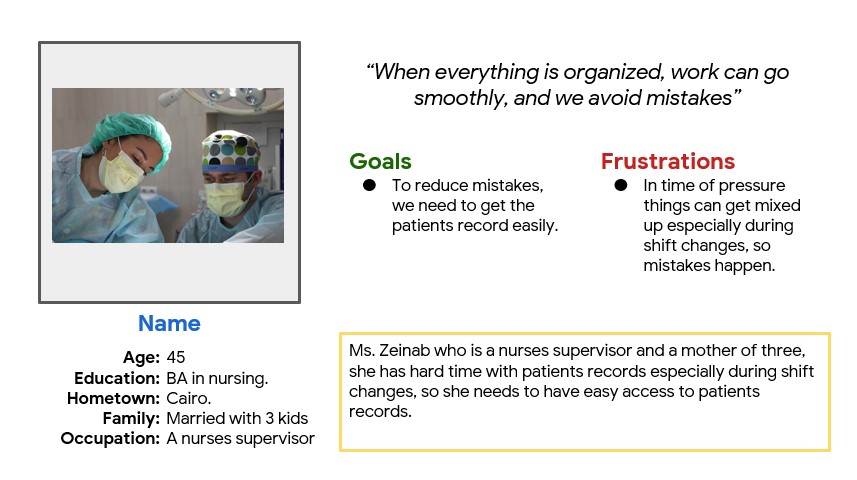 “When everything is organized, work can go
smoothly, and we avoid mistakes”
Goals
● To reduce mistakes,
we need to get the
patients record easily.
Frustrations
● In time of pressure
things can get mixed
up especially during
shift changes, so
mistakes happen.
Name
Age: 45
Education: BA in nursing.
Hometown: Cairo.
Family: Married with 3 kids
Occupation: A nurses supervisor
Ms. Zeinab who is a nurses supervisor and a mother of three,
she has hard time with patients records especially during shift
changes, so she needs to have easy access to patients
records.